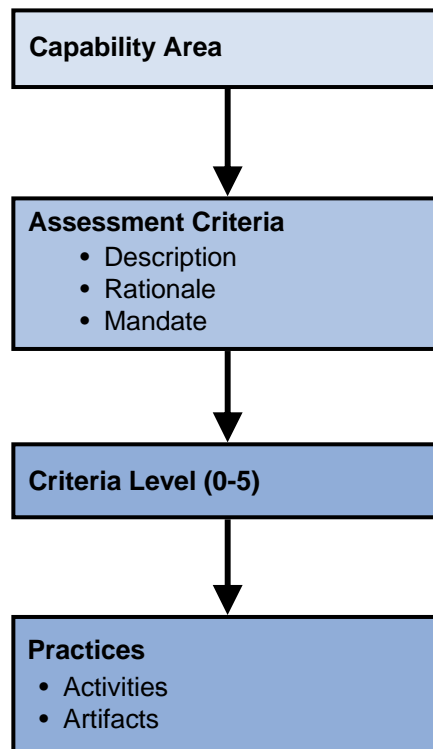 Capability Area
Assessment Criteria
• Description
• Rationale
• Mandate
Criteria Level (0-5)
Practices
• Activities
• Artifacts